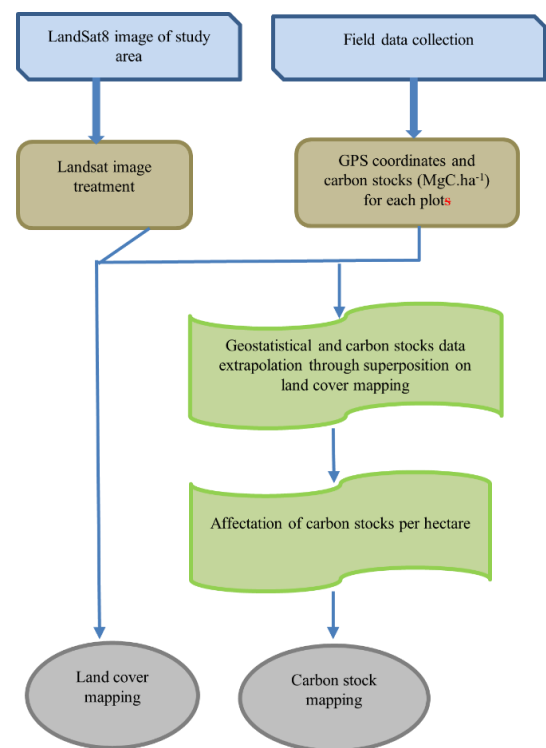 LandSat8 image of study
area
Field data collection
Landsat image
treatment
GPS coordinates and
carbon stocks (MgC.ha⁻¹)
for each plots
Geostatistical and carbon stocks data
extrapolation through superposition on
land cover mapping
Affectation of carbon stocks per hectare
Land cover
mapping
Carbon stock
mapping